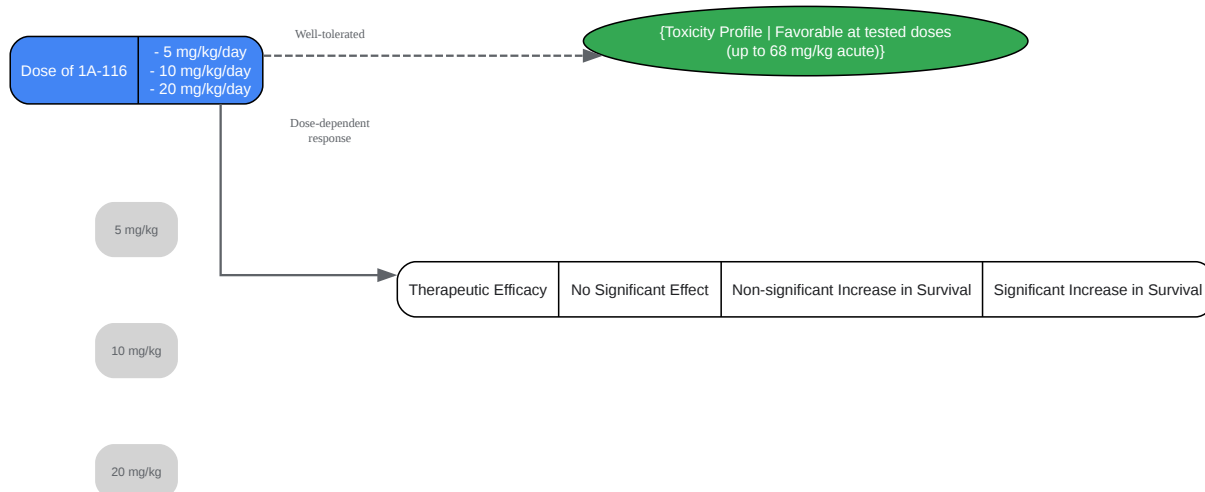 Well-tolerated
{Toxicity Profile | Favorable at tested doses
(up to 68 mg/kg acute)}
Dose of 1A-116
- 5 mg/kg/day
- 10 mg/kg/day
- 20 mg/kg/day
Dose-dependent
response
5 mg/kg
Therapeutic Efficacy
No Significant Effect
Non-significant Increase in Survival
Significant Increase in Survival
10 mg/kg
20 mg/kg